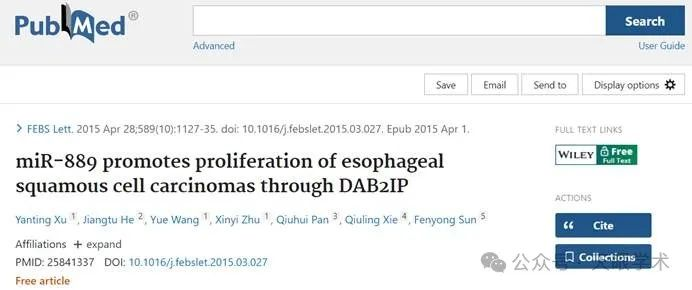 PubMed®
Search
Advanced
User Guide
Save
Email
Send to
Display options
> FEBS Lett. 2015 Apr 28;589(10):1127-35. doi: 10.1016/j.febslet.2015.03.027. Epub 2015 Apr 1.
miR-889 promotes proliferation of esophageal
squamous cell carcinomas through DAB2IP
Yanting Xu 1, Jiangtu He 2, Yue Wang 1, Xinyi Zhu 1, Qiuhui Pan 3, Qiuling Xie 4, Fenyong Sun 5
Affiliations + expand
PMID: 25841337 DOI: 10.1016/j.febslet.2015.03.027
Free article
FULL TEXT LINKS
WILEY Free
Full Text
ACTIONS
Cite
Collections
公众号
学术